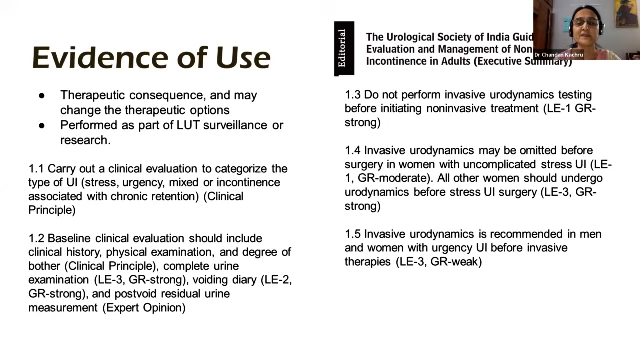 Evidence of Use
● Therapeutic consequence, and may
change the therapeutic options
● Performed as part of LUT surveillance or
research.
1.1 Carry out a clinical evaluation to categorize the
type of UI (stress, urgency, mixed or incontinence
associated with chronic retention) (Clinical
Principle)
1.2 Baseline clinical evaluation should include
clinical history, physical examination, and degree of
bother (Clinical Principle), complete urine
examination (LE-3, GR-strong), voiding diary (LE-2,
GR-strong), and postvoid residual urine
measurement (Expert Opinion)
Editorial
The Urological Society of India Guid
Evaluation and Management of Non
Incontinence in Adults (Executive Summary)
1.3 Do not perform invasive urodynamics testing
before initiating noninvasive treatment (LE-1 GR-
strong)
1.4 Invasive urodynamics may be omitted before
surgery in women with uncomplicated stress UI (LE-
1, GR-moderate). All other women should undergo
urodynamics before stress UI surgery (LE-3, GR-
strong)
1.5 Invasive urodynamics is recommended in men
and women with urgency UI before invasive
therapies (LE-3, GR-weak)
Dr Chandan Kachru